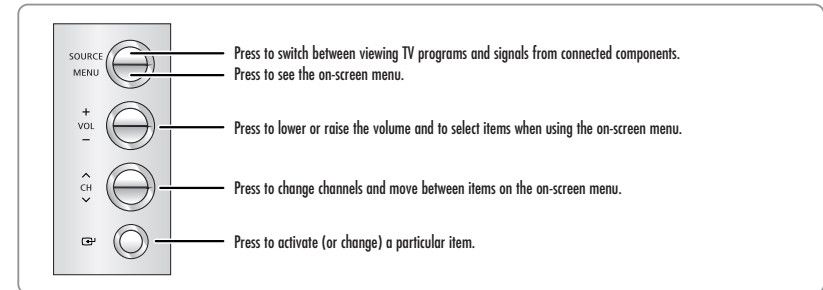 SOURCE
Press to switch between viewing TV programs and signals from connected components.
MENU
Press to see the on-screen menu.
+
VOL
−
Press to lower or raise the volume and to select items when using the on-screen menu.
CH
Press to change channels and move between items on the on-screen menu.
Press to activate (or change) a particular item.